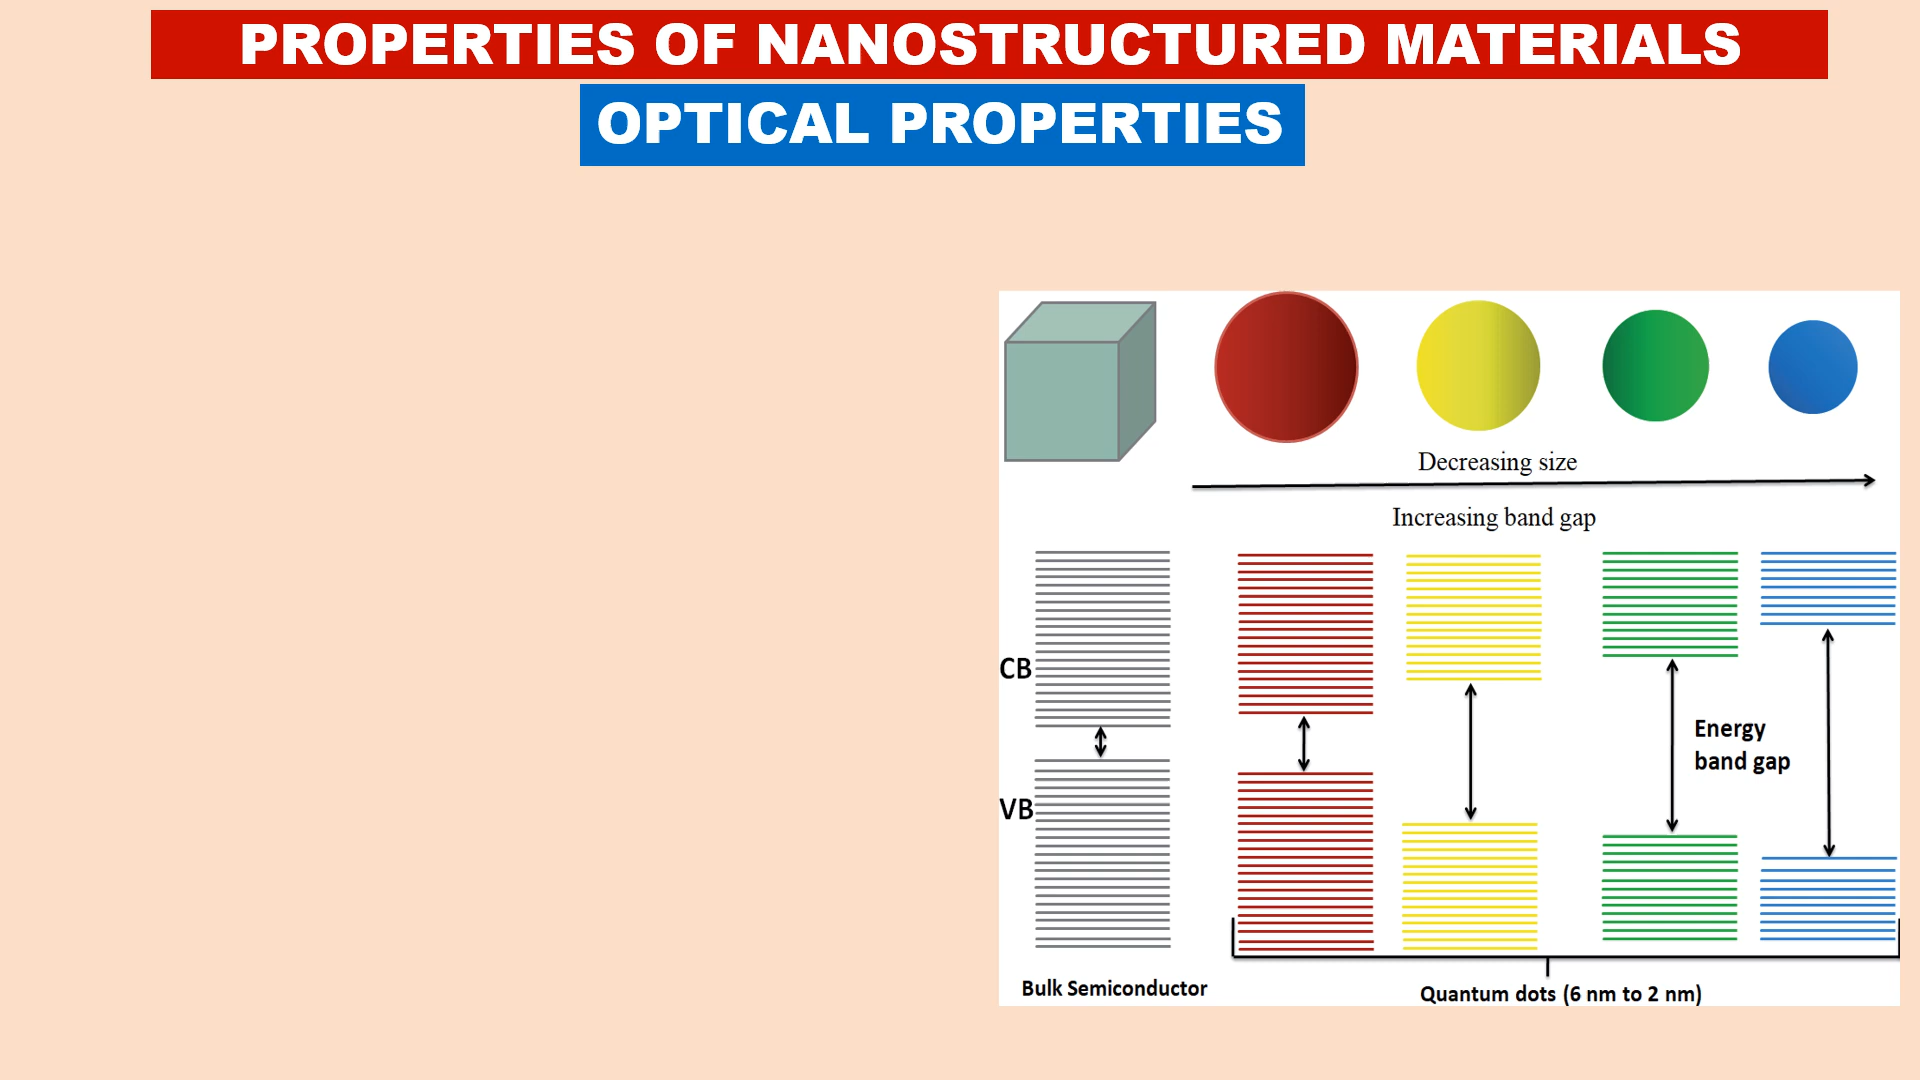 PROPERTIES OF NANOSTRUCTURED MATERIALS
OPTICAL PROPERTIES
Decreasing size
Increasing band gap
CB
Energy
band gap
VB
Bulk Semiconductor
Quantum dots (6 nm to 2 nm)